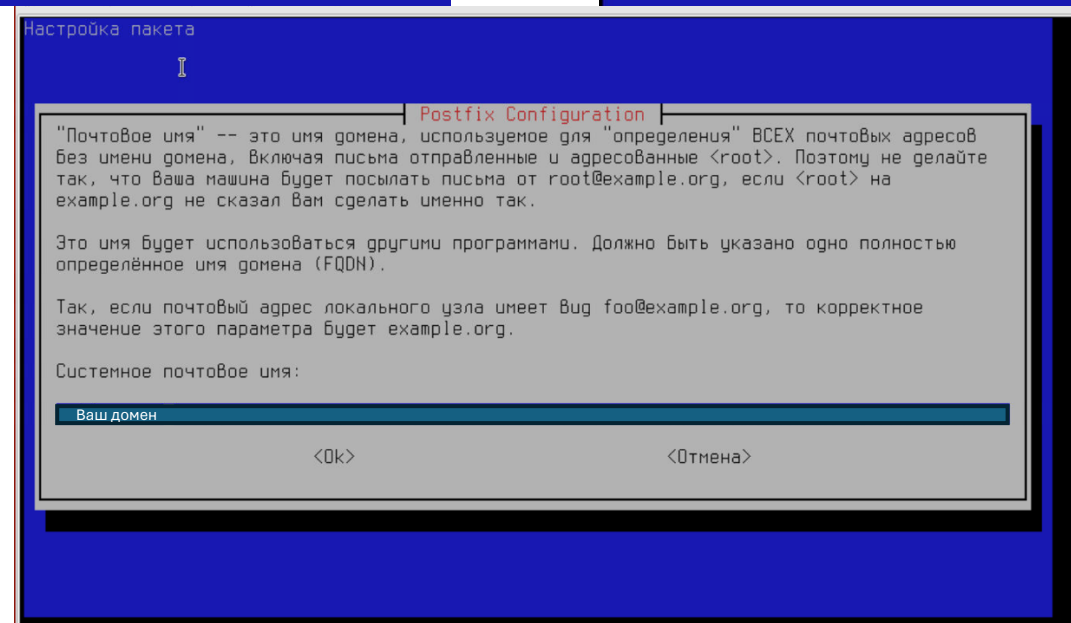 Настройка пакета
Postfix Configuration
"Почтовое имя" -- это имя домена, используемое для "определения" ВСЕХ почтовых адресов
без имени домена, включая письма отправленные и адресованные <root>. Поэтому не делайте
так, что Ваша машина будет посылать письма от root@example.org, если <root> на
example.org не сказал Вам сделать именно так.
Это имя будет использоваться другими программами. Должно быть указано одно полностью
определённое имя домена (FQDN).
Так, если почтовый адрес локального узла имеет вид foo@example.org, то корректное
значение этого параметра будет example.org.
Системное почтовое имя:
Ваш домен
<Ok> <Отмена>